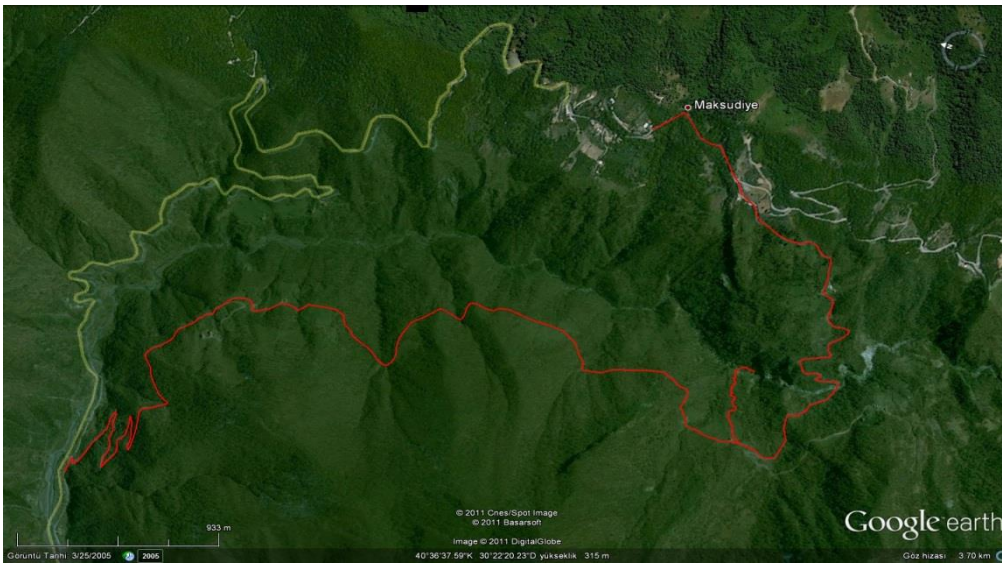 Maksudiye
933 m
© 2011 Cnes/Spot Image
© 2011 Basarsoft
Image © 2011 DigitalGlobe
Google earth
Görüntü Tarihi 3/25/2005 2005 40°36'37.59"K 30°22'20.23"D yükseklik 315 m Göz hizası 3.70 km